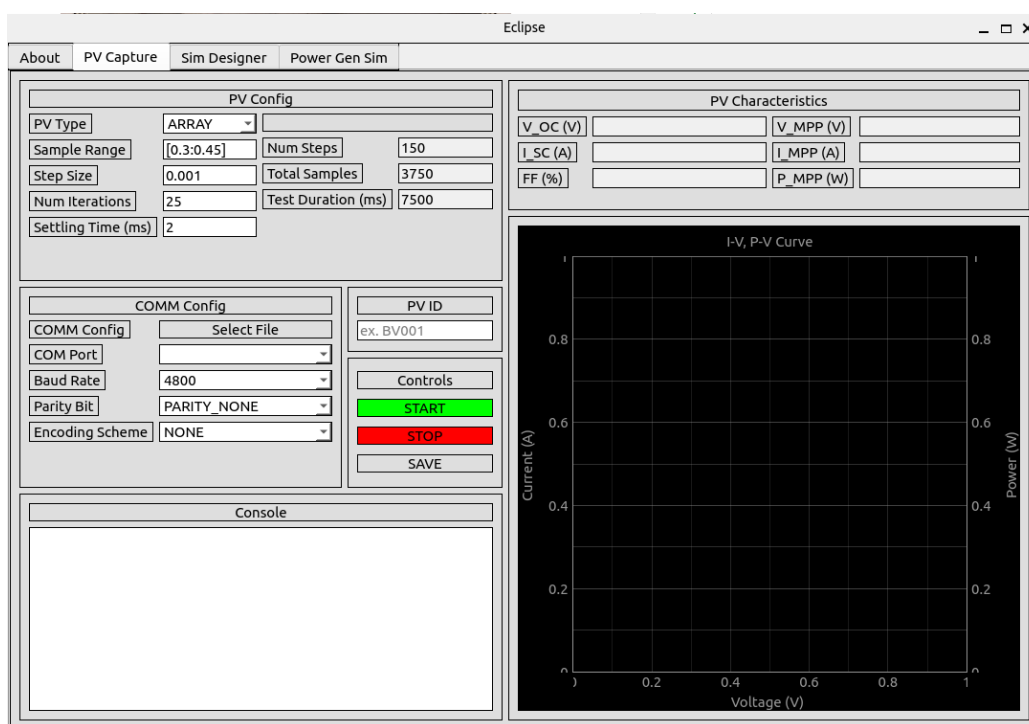 Eclipse
About PV Capture Sim Designer Power Gen Sim
PV Config
PV Type ARRAY
Sample Range [0.3:0.45] Num Steps 150
Step Size 0.001 Total Samples 3750
Num Iterations 25 Test Duration (ms) 7500
Settling Time (ms) 2
COMM Config
COMM Config Select File
COM Port
Baud Rate 4800
Parity Bit PARITY_NONE
Encoding Scheme NONE
PV ID
ex. BV001
Controls
START
STOP
SAVE
Console
PV Characteristics
V_OC (V) V_MPP (V)
I_SC (A) I_MPP (A)
FF (%) P_MPP (W)
I-V, P-V Curve
1 1
0.8 0.8
0.6 0.6
0.4 0.4
0.2 0.2
0 0
Current (A)
Power (W)
0 0.2 0.4 0.6 0.8 1
Voltage (V)